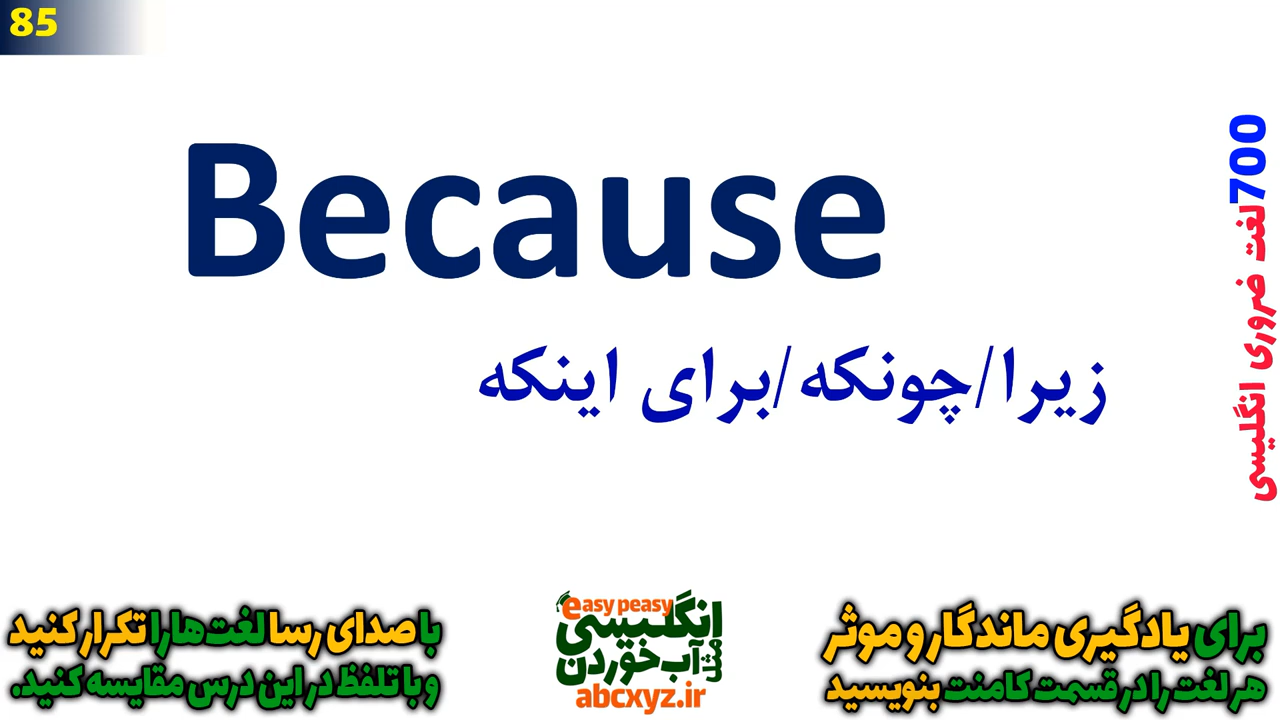 85
Because
زیرا/چونکه/برای اینکه
700 لغت ضروری انگلیسی
برای یادگیری ماندگار و موثر
هر لغت را در قسمت کامنت بنویسید
easy peasy
انگلیسی
مثل آب خوردن
abcxyz.ir
با صدای رسا لغت‌ها را تکرار کنید
و با تلفظ در این درس مقایسه کنید.